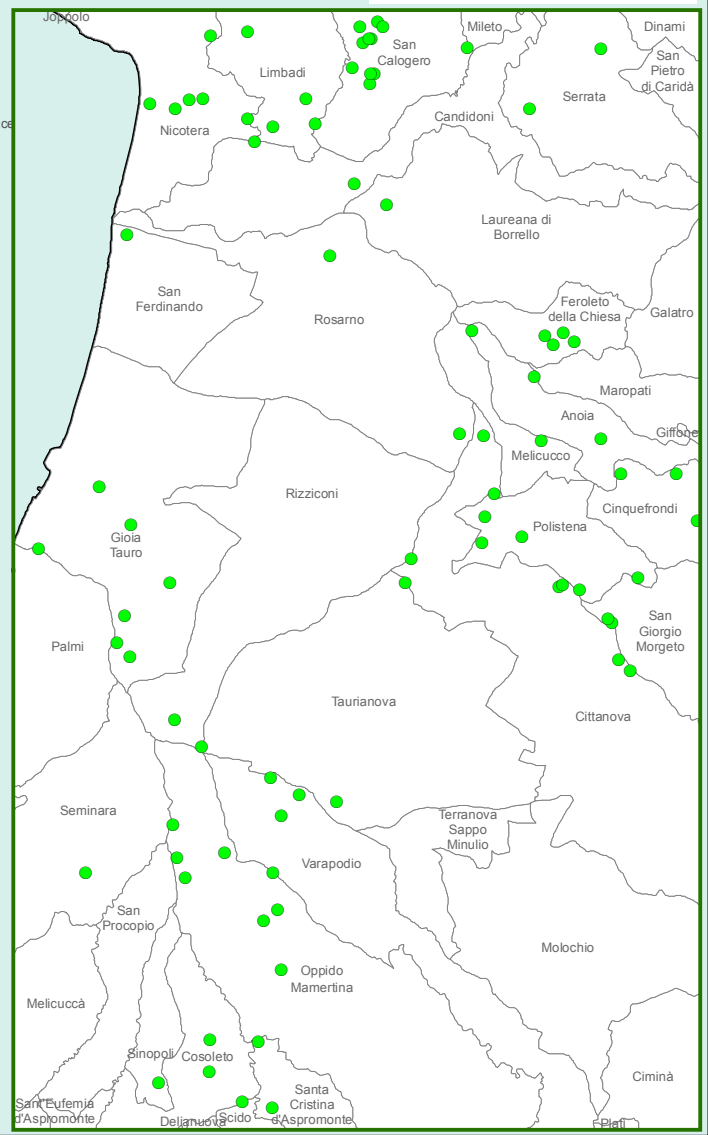 Joppolo
Mileto
Dinami
San
Calogero
San
Pietro
di Caridà
Limbadi
Serrata
Candidoni
ce
Nicotera
Laureana di
Borrello
San
Ferdinando
Feroleto
della Chiesa
Galatro
Rosarno
Maropati
Anoia
Giffone
Melicucco
Rizziconi
Cinquefrondi
Polistena
Gioia
Tauro
San
Giorgio
Morgeto
Palmi
Taurianova
Cittanova
Seminara
Terranova
Sappo
Minulio
Varapodio
San
Procopio
Molochio
Oppido
Mamertina
Melicuccà
Sinopoli
Cosoleto
Ciminà
Sant'Eufemia
d'Aspromonte
Santa
Cristina
d'Aspromonte
Delianuova
Scido
Platì